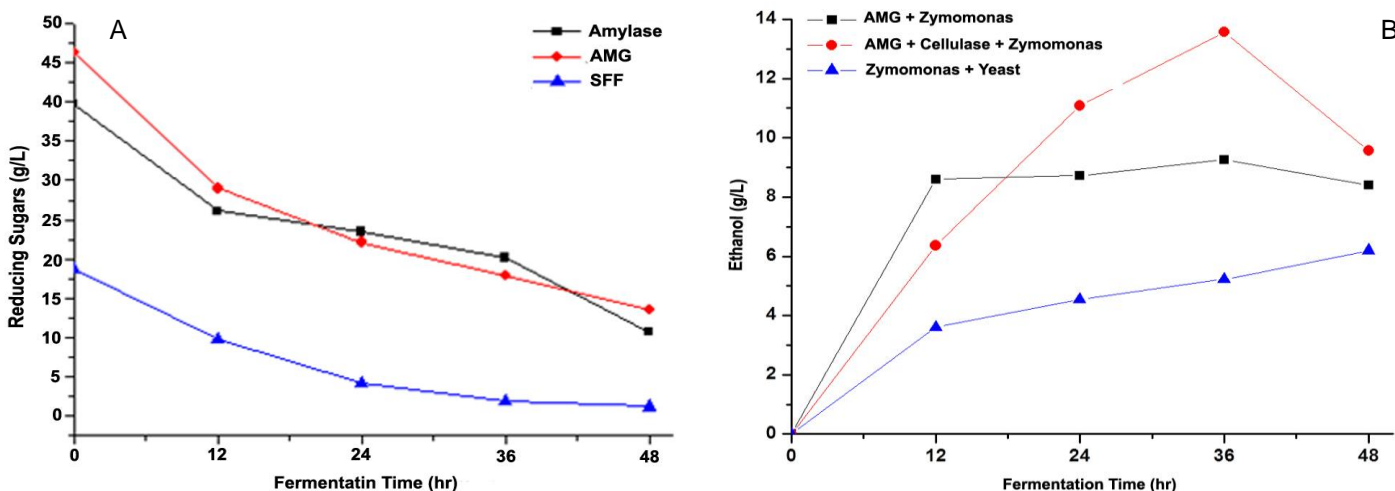 A
Amylase
AMG
SFF
50
45
40
35
30
25
20
15
10
5
0
Reducing Sugars (g/L)
0 12 24 36 48
Fermentatin Time (hr)
B
AMG + Zymomonas
AMG + Cellulase + Zymomonas
Zymomonas + Yeast
14
12
10
8
6
4
2
0
Ethanol (g/L)
0 12 24 36 48
Fermentation Time (hr)